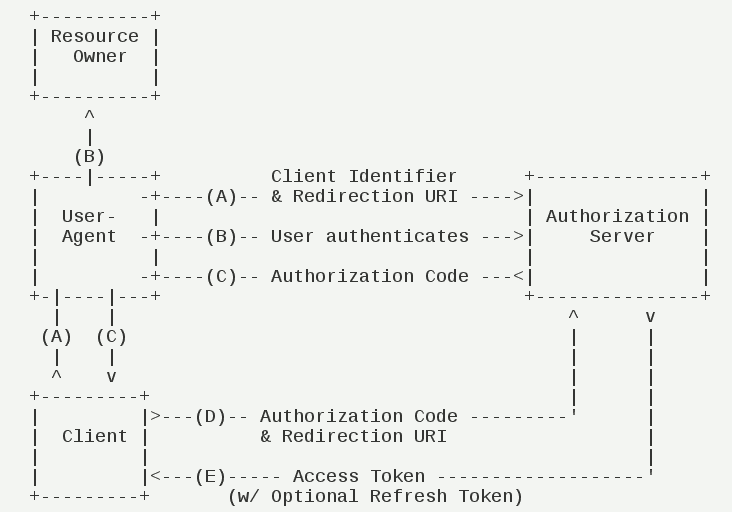 +----------+
| Resource |
|   Owner  |
|          |
+----------+
     ^
     |
    (B)
+----|-----+          Client Identifier      +---------------+
|         -+----(A)-- & Redirection URI ---->|               |
|  User-   |                                 | Authorization |
|  Agent  -+----(B)-- User authenticates --->|     Server    |
|          |                                 |               |
|         -+----(C)-- Authorization Code ---<|               |
+-|----|---+                                 +---------------+
  |    |                                         ^      v
 (A)  (C)                                        |      |
  |    |                                         |      |
  ^    v                                         |      |
+---------+                                      |      |
|         |>---(D)-- Authorization Code ---------'      |
|  Client |          & Redirection URI                  |
|         |                                             |
|         |<---(E)----- Access Token -------------------'
+---------+       (w/ Optional Refresh Token)